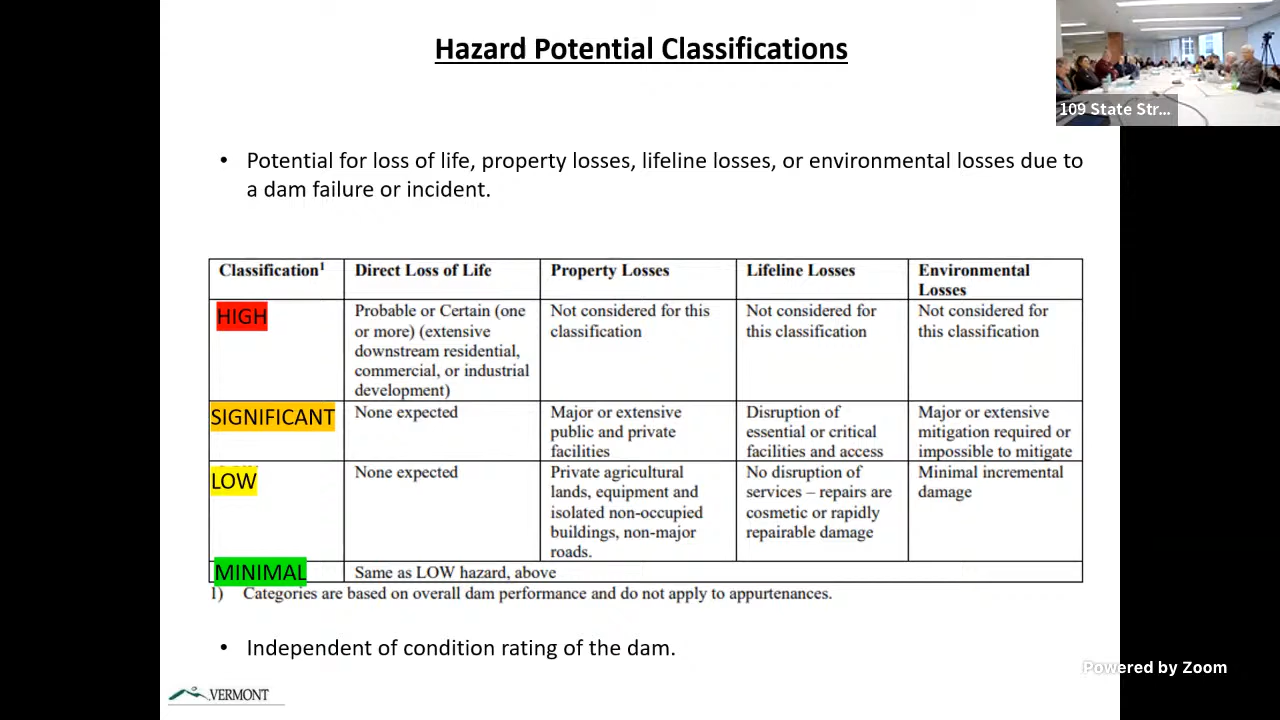 Hazard Potential Classifications
109 State Str...
• Potential for loss of life, property losses, lifeline losses, or environmental losses due to
a dam failure or incident.
Classification1 Direct Loss of Life Property Losses Lifeline Losses Environmental
Losses
HIGH Probable or Certain (one Not considered for this Not considered for Not considered for
or more) (extensive classification this classification this classification
downstream residential,
commercial, or industrial
development)
SIGNIFICANT None expected Major or extensive Disruption of Major or extensive
public and private essential or critical mitigation required or
facilities facilities and access impossible to mitigate
LOW None expected Private agricultural No disruption of Minimal incremental
lands, equipment and services – repairs are damage
isolated non-occupied cosmetic or rapidly
buildings, non-major repairable damage
roads.
MINIMAL Same as LOW hazard, above
1) Categories are based on overall dam performance and do not apply to appurtenances.
• Independent of condition rating of the dam.
Powered by Zoom
VERMONT